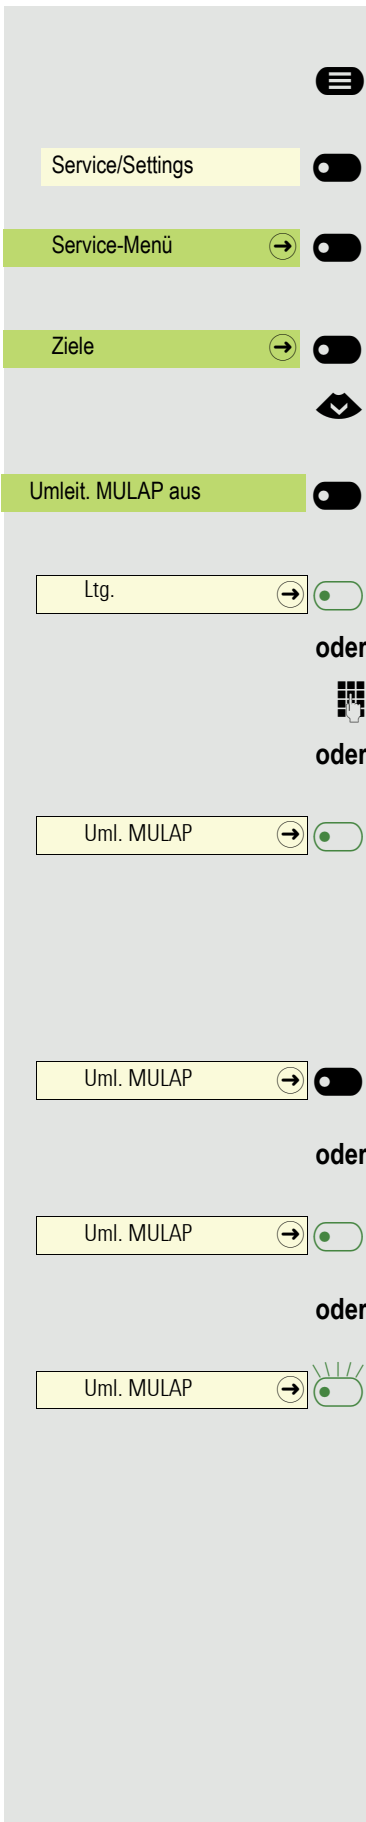 Service/Settings
Service-Menü
Ziele
Umleit. MULAP aus
Ltg.
oder
oder
Uml. MULAP
Uml. MULAP
oder
Uml. MULAP
oder
Uml. MULAP